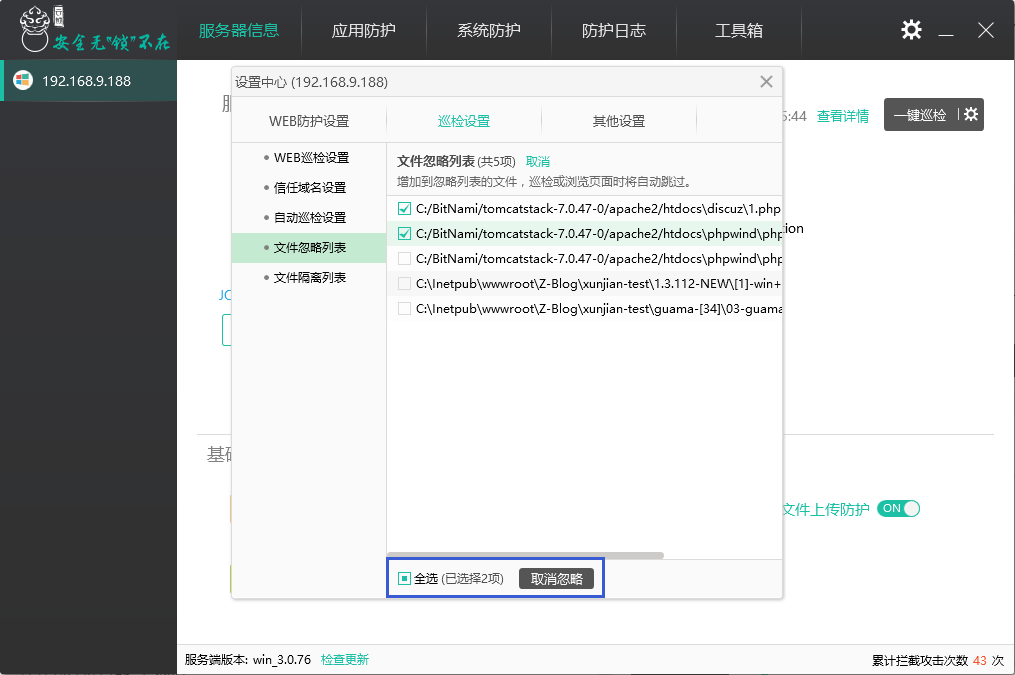 安全无"锁"不在
服务器信息
应用防护
系统防护
防护日志
工具箱
192.168.9.188
设置中心 (192.168.9.188)
5:44
查看详情
一键巡检
WEB防护设置
巡检设置
其他设置
WEB巡检设置
信任域名设置
自动巡检设置
文件忽略列表
文件隔离列表
文件忽略列表 (共5项) 取消
增加到忽略列表的文件，巡检或浏览页面时将自动跳过。
C:/BitNami/tomcatstack-7.0.47-0/apache2/htdocs\discuz\1.php
C:/BitNami/tomcatstack-7.0.47-0/apache2/htdocs\phpwind\php
C:/BitNami/tomcatstack-7.0.47-0/apache2/htdocs\phpwind\php
C:\Inetpub\wwwroot\Z-Blog\xunjian-test\1.3.112-NEW\[1]-win+
C:\Inetpub\wwwroot\Z-Blog\xunjian-test\guama-[34]\03-guama
tion
JC
基础
文件上传防护 ON
全选 (已选择2项) 取消忽略
服务端版本: win_3.0.76 检查更新
累计拦截攻击次数 43 次